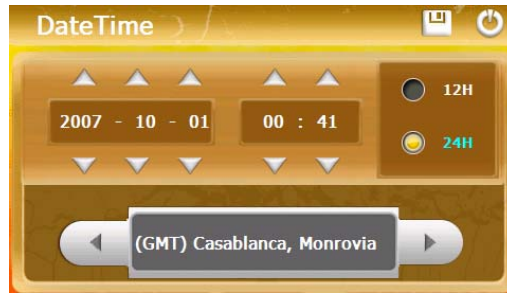 DateTime
12H
2007 - 10 - 01 00 : 41
24H
(GMT) Casablanca, Monrovia